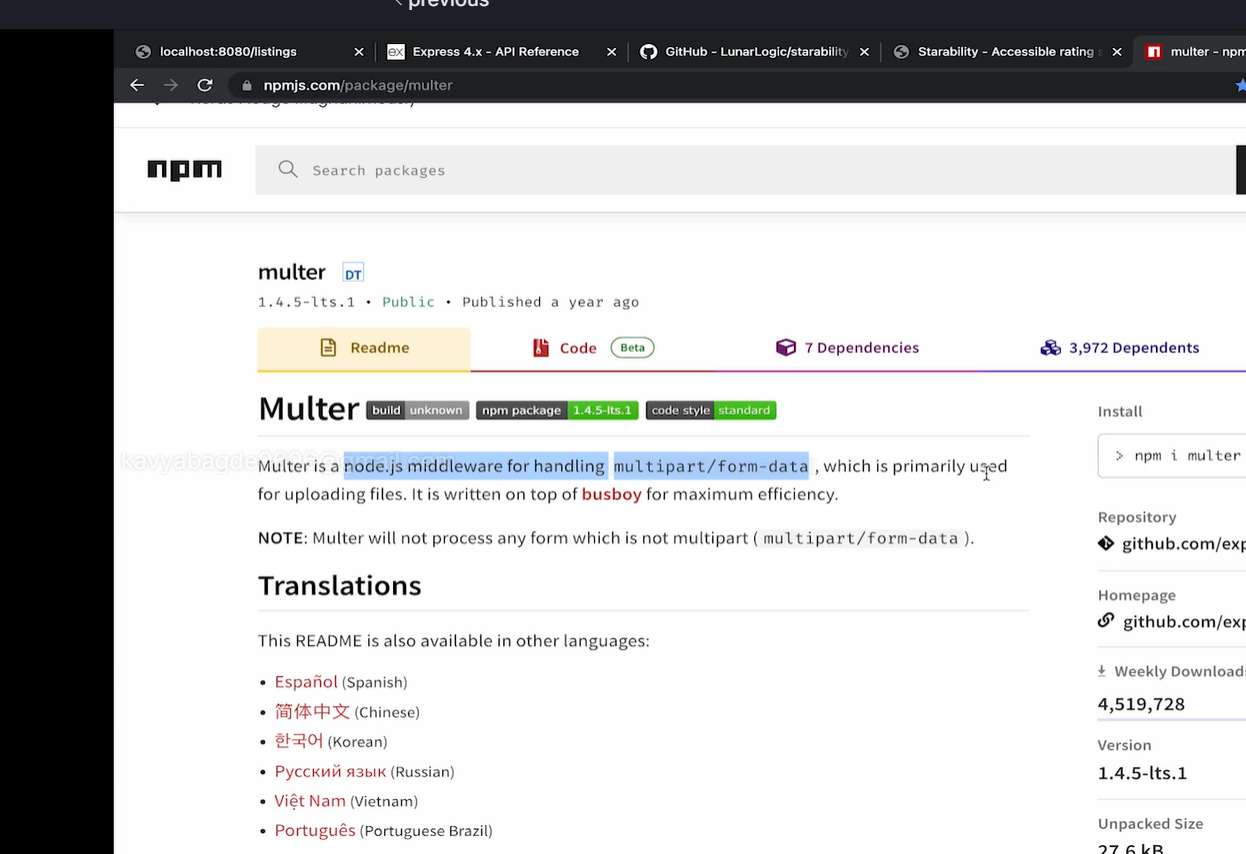 previous
localhost:8080/listings
Express 4.x - API Reference
GitHub - LunarLogic/starability
Starability - Accessible rating
multer - npm
npmjs.com/package/multer
npm
Search packages
multer DT
1.4.5-lts.1 • Public • Published a year ago
Readme
Code Beta
7 Dependencies
3,972 Dependents
Multer build unknown npm package 1.4.5-lts.1 code style standard
Multer is a node.js middleware for handling multipart/form-data , which is primarily used
for uploading files. It is written on top of busboy for maximum efficiency.
NOTE: Multer will not process any form which is not multipart ( multipart/form-data ).
Translations
This README is also available in other languages:
• Español (Spanish)
• 简体中文 (Chinese)
• 한국어 (Korean)
• Русский язык (Russian)
• Việt Nam (Vietnam)
• Português (Portuguese Brazil)
Install
> npm i multer
Repository
github.com/exp
Homepage
github.com/exp
Weekly Downloads
4,519,728
Version
1.4.5-lts.1
Unpacked Size
27.6 kB